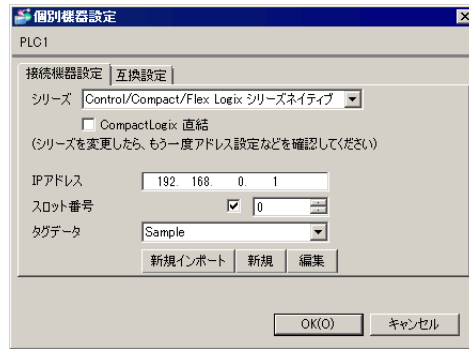 個別機器設定
PLC1
接続機器設定 互換設定
シリーズ Control/Compact/Flex Logix シリーズネイティブ
CompactLogix 直結
(シリーズを変更したら、もう一度アドレス設定などを確認してください)
IPアドレス 192. 168. 0. 1
スロット番号 0
タグデータ Sample
新規インポート 新規 編集
OK(O) キャンセル